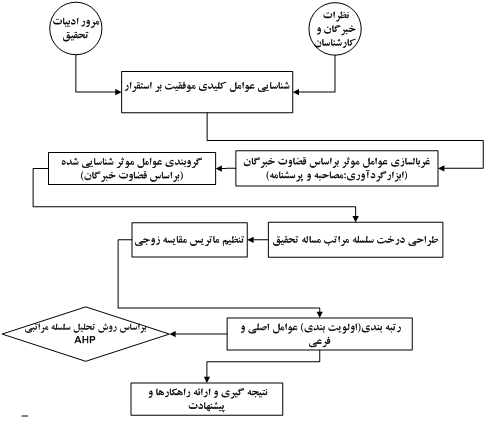 نظرات
خبرگان و
کارشناسان
مرور ادبیات
تحقیق
شناسایی عوامل کلیدی موفقیت بر استقرار
غربالسازی عوامل موثر براساس قضاوت خبرگان
(ابزارگردآوری:مصاحبه و پرسشنامه)
گروبندی عوامل موثر شناسایی شده
(براساس قضاوت خبرگان)
طراحی درخت سلسله مراتب مساله تحقیق
تنظیم ماتریس مقایسه زوجی
رتبه بندی(اولویت بندی) عوامل اصلی و
فرعی
براساس روش تحلیل سلسله مراتبی
AHP
نتیجه گیری و ارائه راهکارها و
پیشنهادت